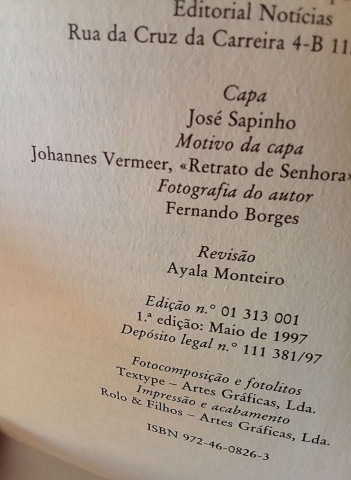 Editorial Notícias
Rua da Cruz da Carreira 4-B 11
Capa
José Sapinho
Motivo da capa
Johannes Vermeer, «Retrato de Senhora»
Fotografia do autor
Fernando Borges
Revisão
Ayala Monteiro
Edição n.º 01 313 001
1.ª edição: Maio de 1997
Depósito legal n.º 111 381/97
Fotocomposição e fotolitos
Textype – Artes Gráficas, Lda.
Impressão e acabamento
Rolo & Filhos – Artes Gráficas, Lda.
ISBN 972-46-0826-3